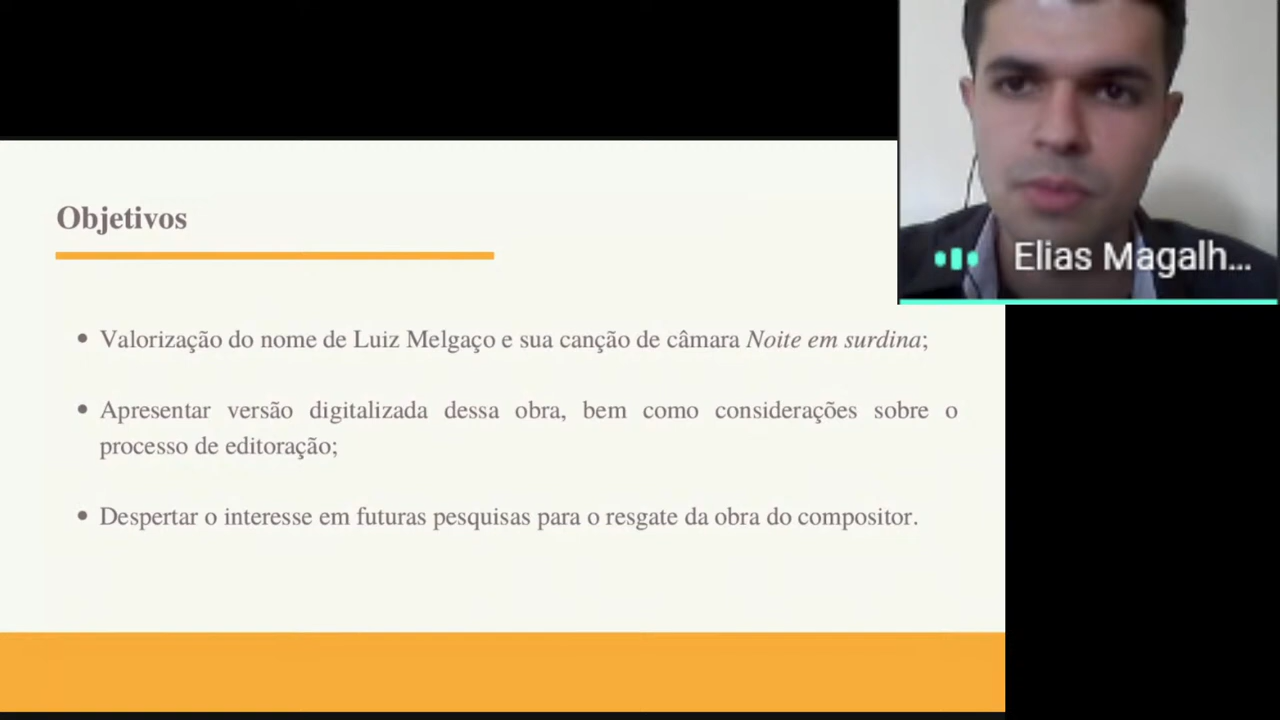 Objetivos
Elias Magalh...
• Valorização do nome de Luiz Melgaço e sua canção de câmara Noite em surdina;
• Apresentar versão digitalizada dessa obra, bem como considerações sobre o
processo de editoração;
• Despertar o interesse em futuras pesquisas para o resgate da obra do compositor.